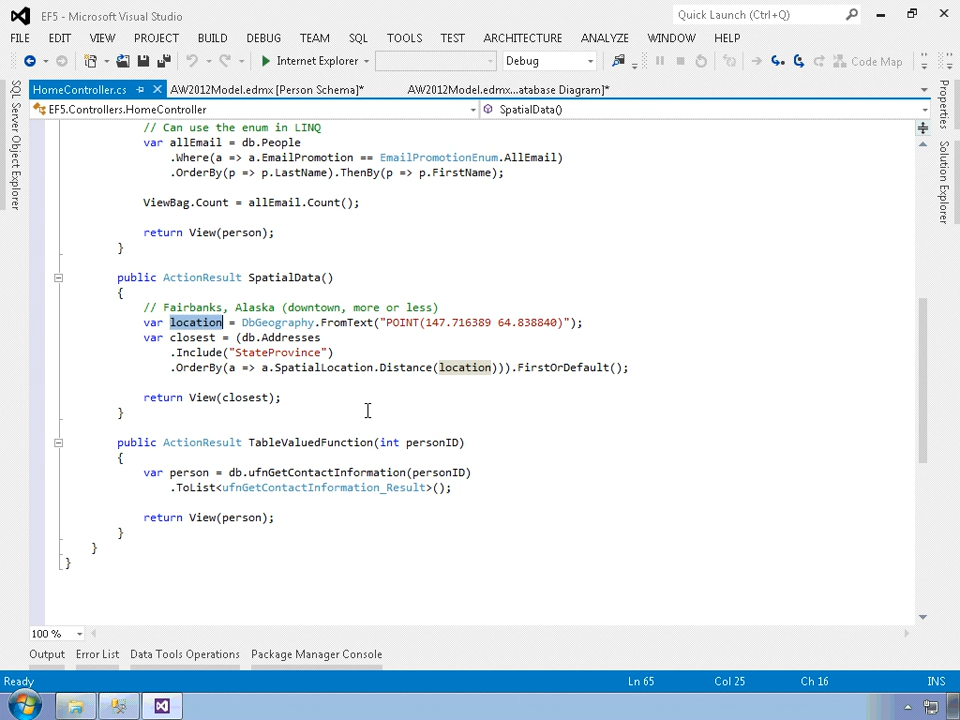 EF5 - Microsoft Visual Studio
Quick Launch (Ctrl+Q)
FILE EDIT VIEW PROJECT BUILD DEBUG TEAM SQL TOOLS TEST ARCHITECTURE ANALYZE WINDOW HELP
Internet Explorer Debug Code Map
HomeController.cs AW2012Model.edmx [Person Schema]* AW2012Model.edmx...atabase Diagram]*
EF5.Controllers.HomeController SpatialData()
SQL Server Object Explorer
Properties
Solution Explorer
// Can use the enum in LINQ
var allEmail = db.People
.Where(a => a.EmailPromotion == EmailPromotionEnum.AllEmail)
.OrderBy(p => p.LastName).ThenBy(p => p.FirstName);
ViewBag.Count = allEmail.Count();
return View(person);
}
public ActionResult SpatialData()
{
// Fairbanks, Alaska (downtown, more or less)
var location = DbGeography.FromText("POINT(147.716389 64.838840)");
var closest = (db.Addresses
.Include("StateProvince")
.OrderBy(a => a.SpatialLocation.Distance(location))).FirstOrDefault();
return View(closest);
}
public ActionResult TableValuedFunction(int personID)
{
var person = db.ufnGetContactInformation(personID)
.ToList<ufnGetContactInformation_Result>();
return View(person);
}
}
}
100 %
Output Error List Data Tools Operations Package Manager Console
Ready Ln 65 Col 25 Ch 16 INS